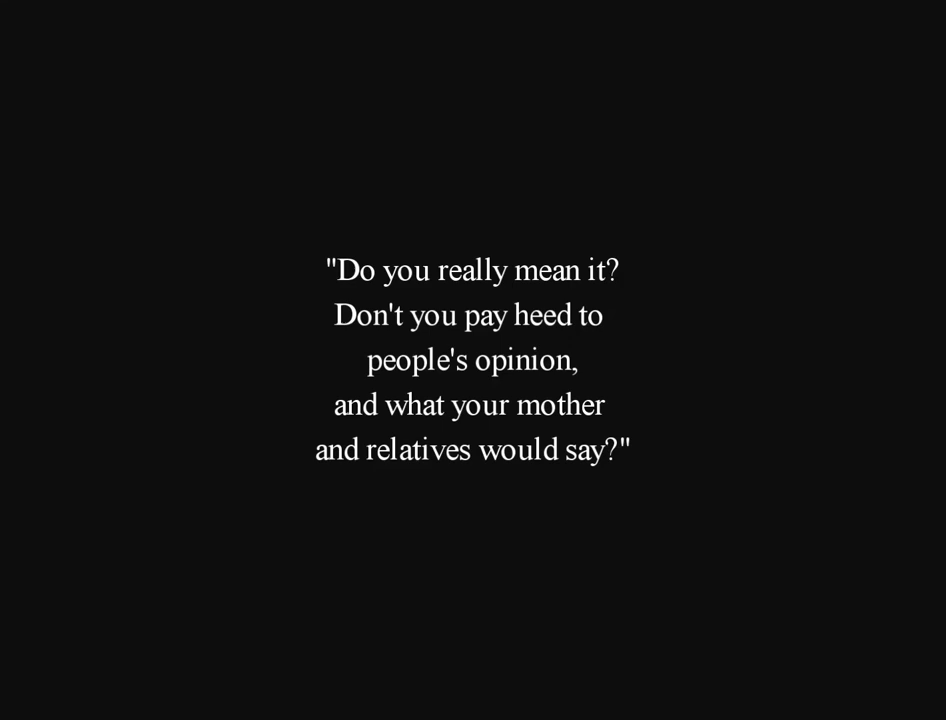 "Do you really mean it?
Don't you pay heed to
people's opinion,
and what your mother
and relatives would say?"